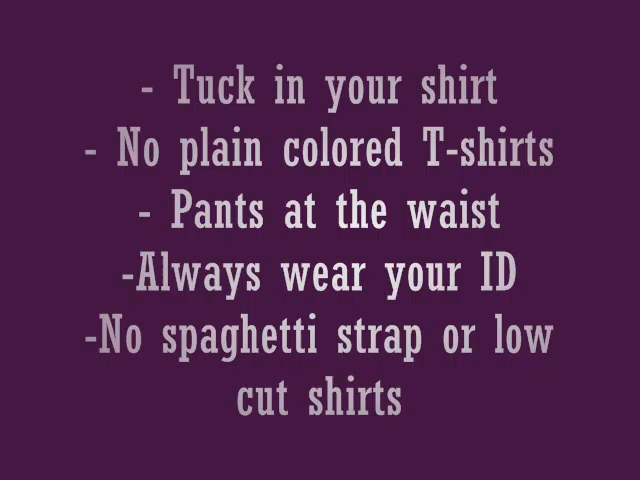 - Tuck in your shirt
- No plain colored T-shirts
- Pants at the waist
-Always wear your ID
-No spaghetti strap or low
cut shirts